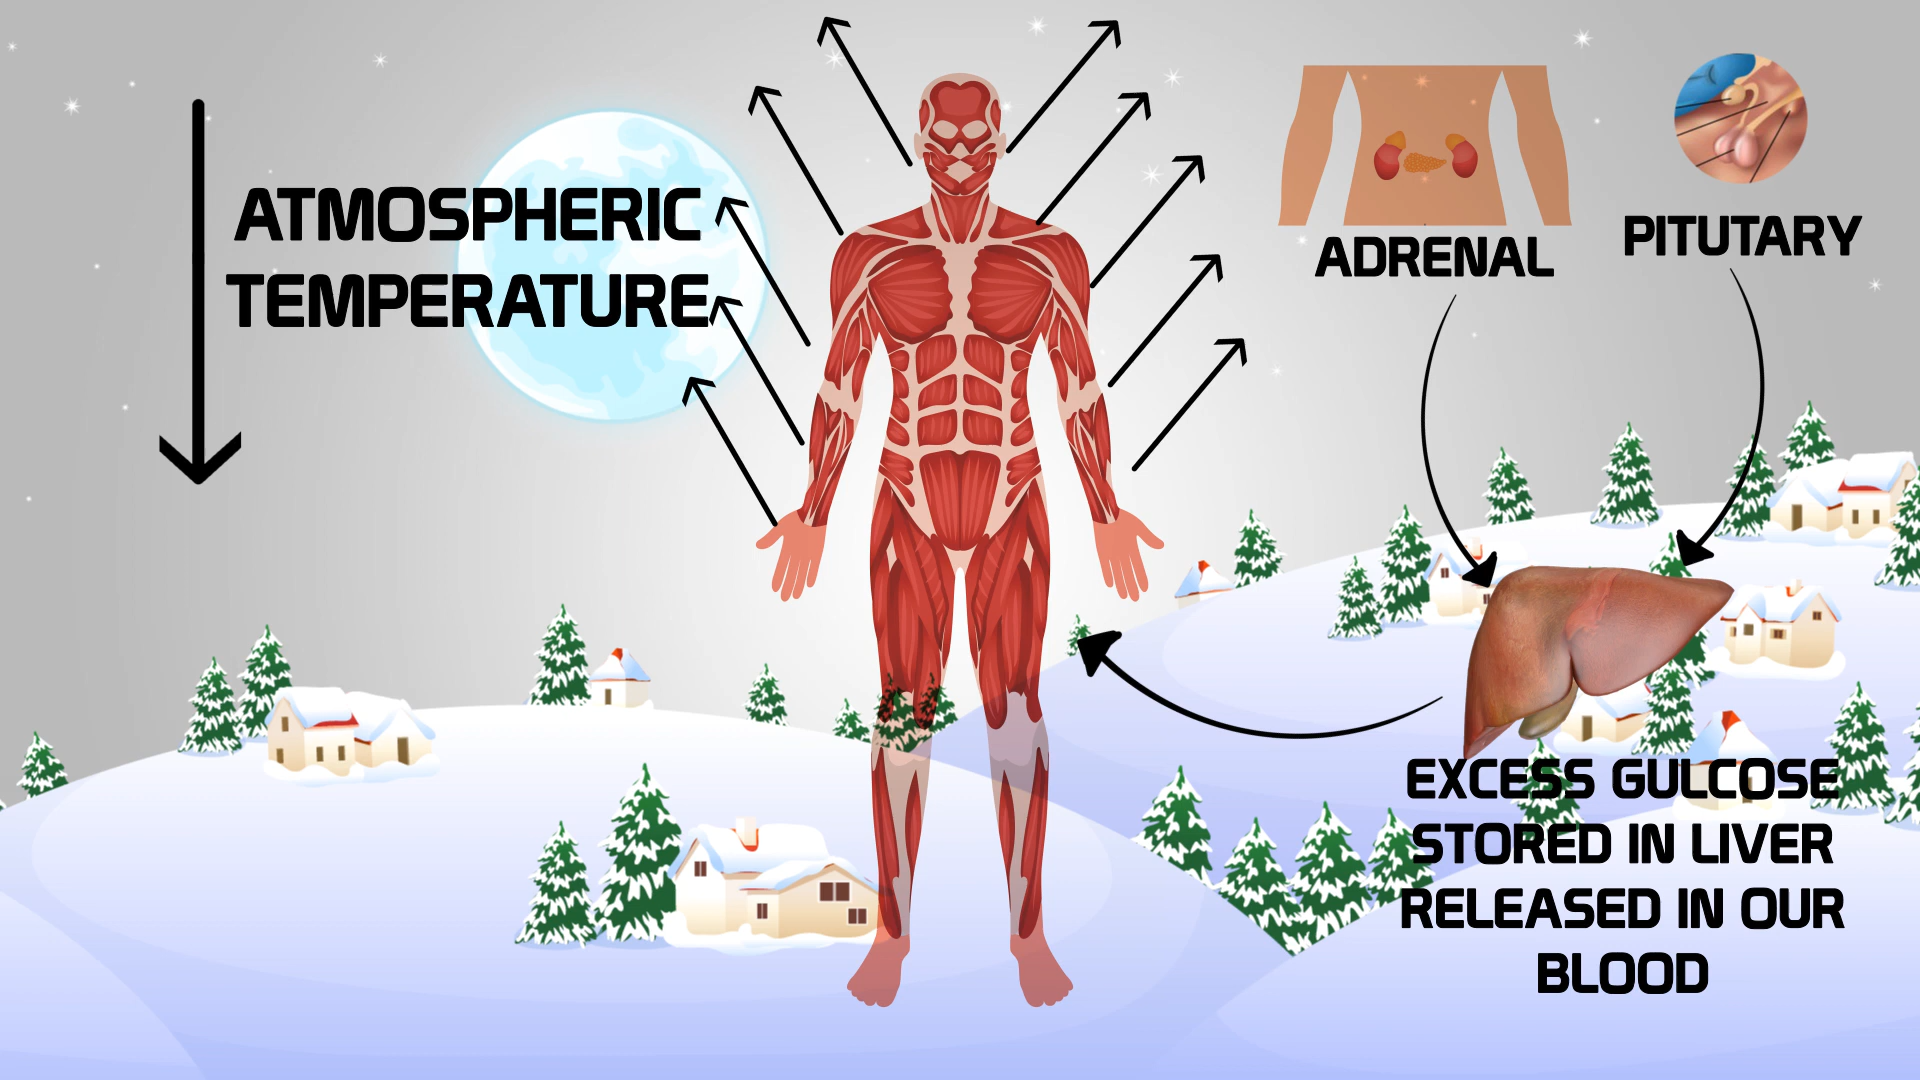 ATMOSPHERIC
TEMPERATURE
ADRENAL
PITUTARY
EXCESS GULCOSE
STORED IN LIVER
RELEASED IN OUR
BLOOD